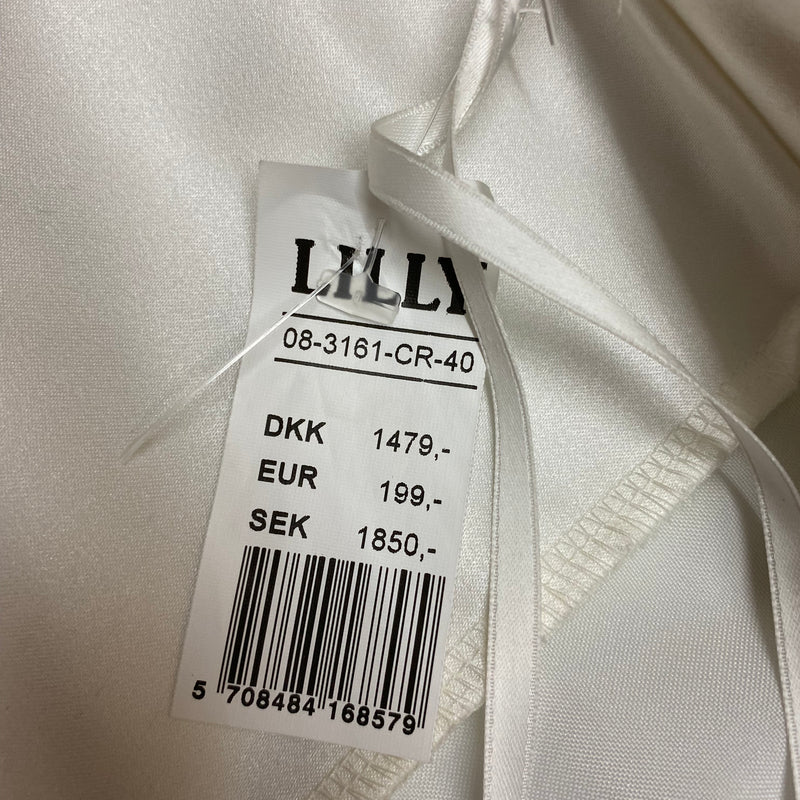 LILLY
08-3161-CR-40
DKK 1479,-
EUR 199,-
SEK 1850,-
5 708484 168579